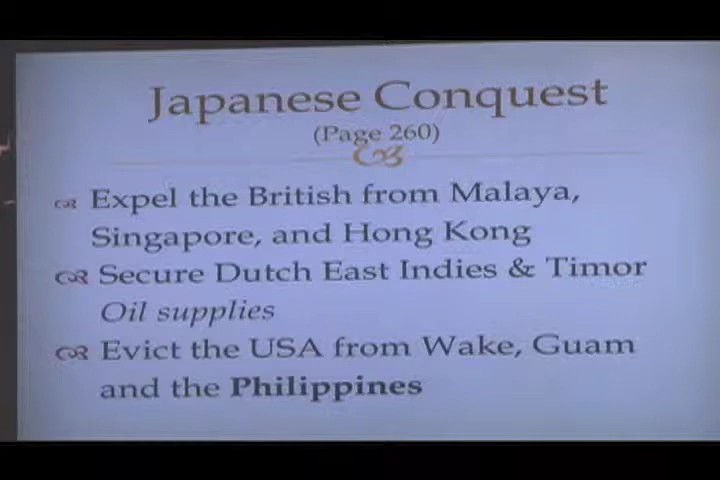 Japanese Conquest
(Page 260)
Expel the British from Malaya,
Singapore, and Hong Kong
Secure Dutch East Indies & Timor
Oil supplies
Evict the USA from Wake, Guam
and the Philippines